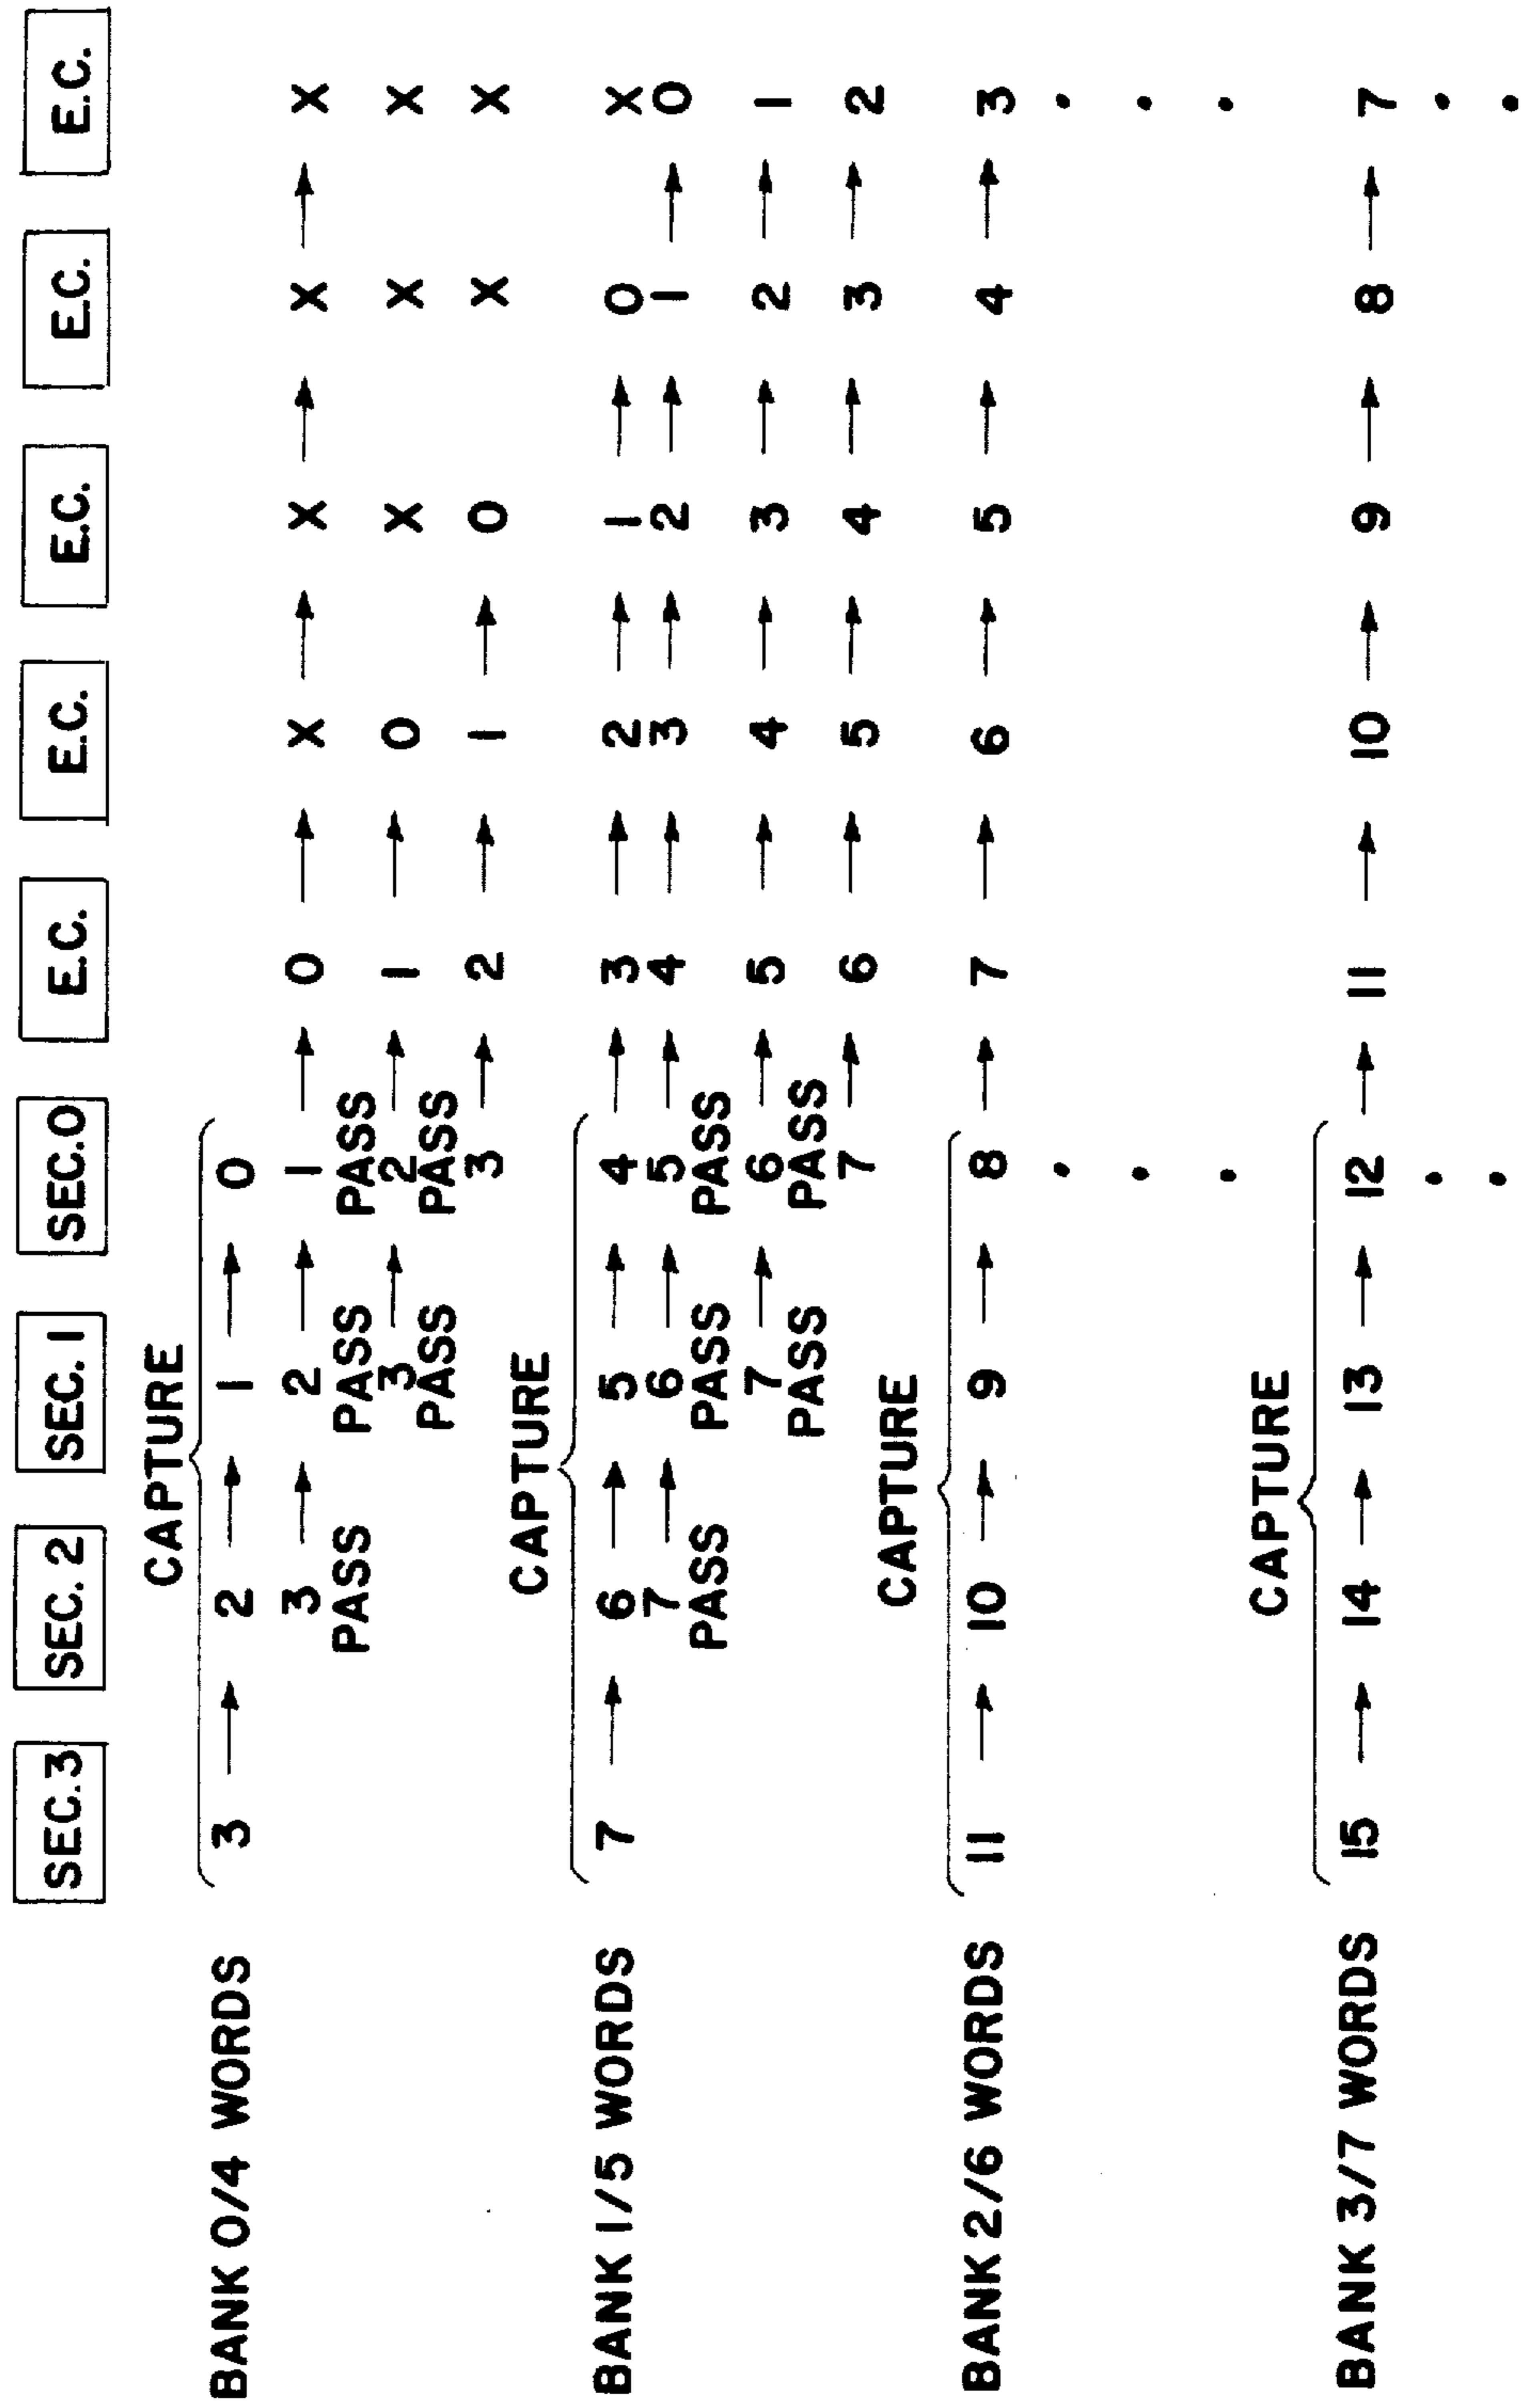 SEC.3 SEC. 2 SEC. 1 SEC.0 E.C. E.C. E.C. E.C. E.C.
CAPTURE
BANK 0/4 WORDS 3 → 2 → 1 → 0
3 → 2 → 1 → 0 → X → X → X → X
PASS PASS PASS
3 → 2 → 1 → 0 X X X
PASS PASS
3 → 2 → 1 → 0 X X
CAPTURE
BANK 1/5 WORDS 7 → 6 → 5 → 4 → 3 → 2 → 1 → 0 X
7 → 6 → 5 → 4 → 3 → 2 → 1 → 0
PASS PASS PASS
7 → 6 → 5 → 4 → 3 → 2 → 1
PASS PASS
7 → 6 → 5 → 4 → 3 → 2
CAPTURE
BANK 2/6 WORDS 11 → 10 → 9 → 8 → 7 → 6 → 5 → 4 → 3
CAPTURE
BANK 3/7 WORDS 15 → 14 → 13 → 12 → 11 → 10 → 9 → 8 → 7